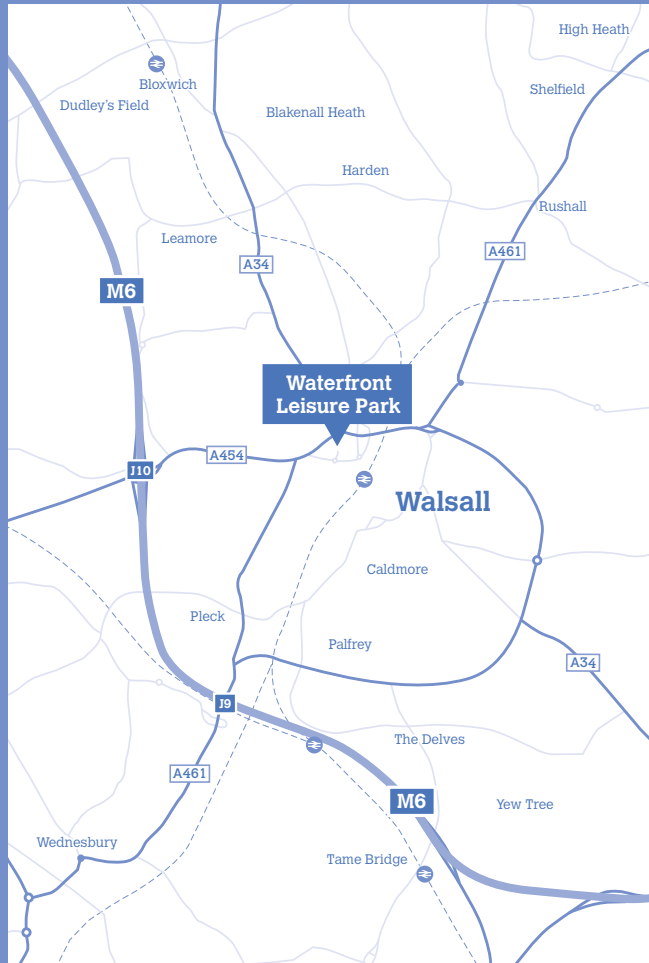 High Heath
Bloxwich
Shelfield
Dudley's Field
Blakenall Heath
Harden
Rushall
Leamore
A461
A34
M6
Waterfront
Leisure Park
A454
J10
Walsall
Caldmore
Pleck
Palfrey
A34
J9
The Delves
A461
M6
Yew Tree
Wednesbury
Tame Bridge